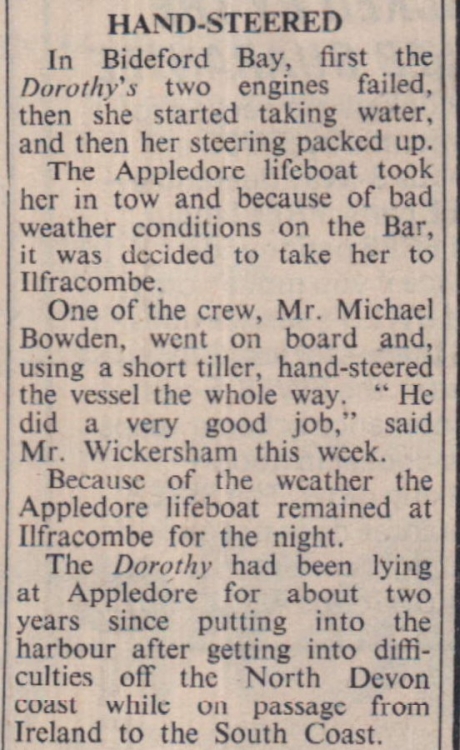 HAND-STEERED
In Bideford Bay, first the
Dorothy's two engines failed,
then she started taking water,
and then her steering packed up.
The Appledore lifeboat took
her in tow and because of bad
weather conditions on the Bar,
it was decided to take her to
Ilfracombe.
One of the crew, Mr. Michael
Bowden, went on board and,
using a short tiller, hand-steered
the vessel the whole way. “ He
did a very good job,” said
Mr. Wickersham this week.
Because of the weather the
Appledore lifeboat remained at
Ilfracombe for the night.
The Dorothy had been lying
at Appledore for about two
years since putting into the
harbour after getting into diffi-
culties off the North Devon
coast while on passage from
Ireland to the South Coast.